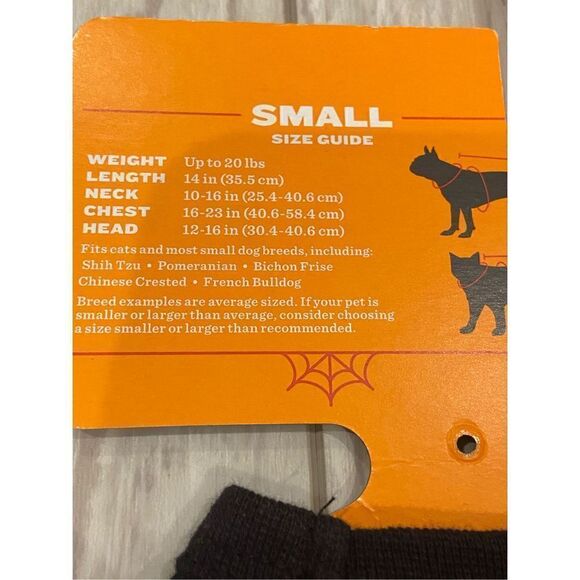 SMALL
SIZE GUIDE
WEIGHT Up to 20 lbs
LENGTH 14 in (35.5 cm)
NECK 10-16 in (25.4-40.6 cm)
CHEST 16-23 in (40.6-58.4 cm)
HEAD 12-16 in (30.4-40.6 cm)
Fits cats and most small dog breeds, including:
Shih Tzu • Pomeranian • Bichon Frise
Chinese Crested • French Bulldog
Breed examples are average sized. If your pet is
smaller or larger than average, consider choosing
a size smaller or larger than recommended.